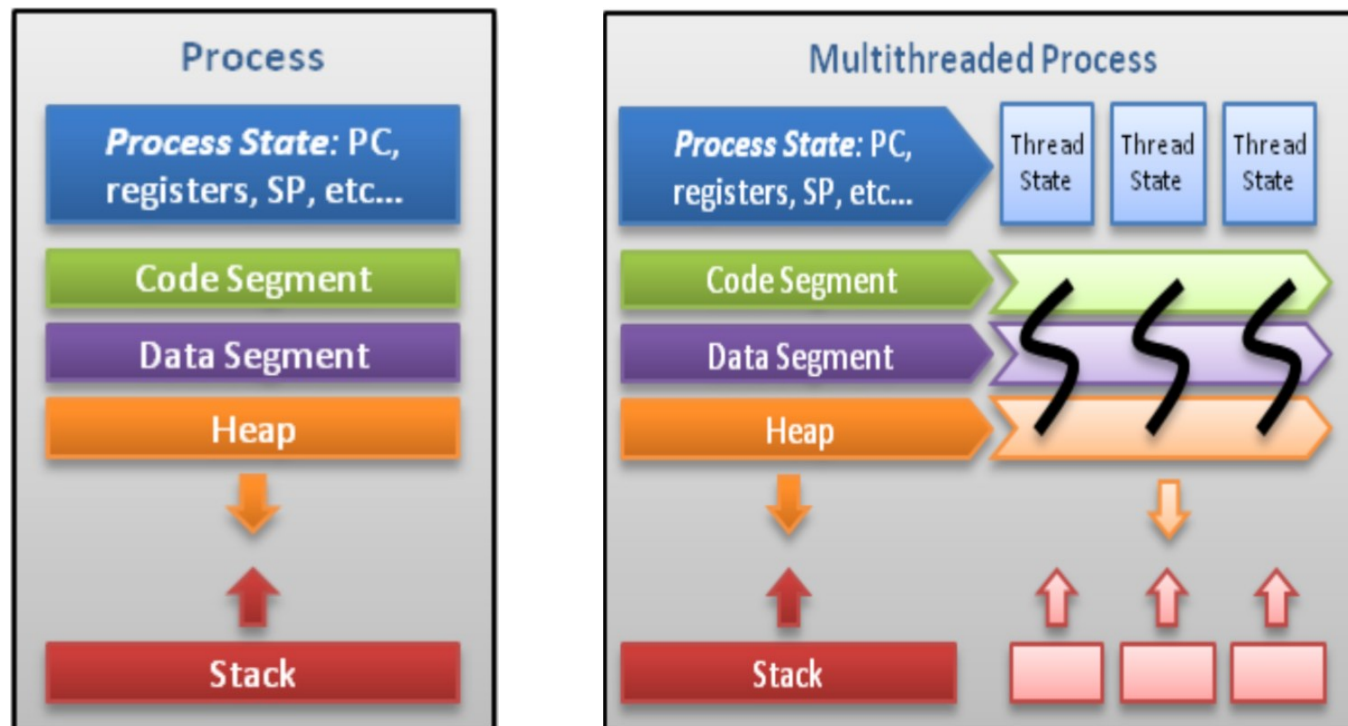 Process
Process State: PC,
registers, SP, etc...
Code Segment
Data Segment
Heap
Stack
Multithreaded Process
Process State: PC,
registers, SP, etc...
Thread
State
Thread
State
Thread
State
Code Segment
Data Segment
Heap
Stack